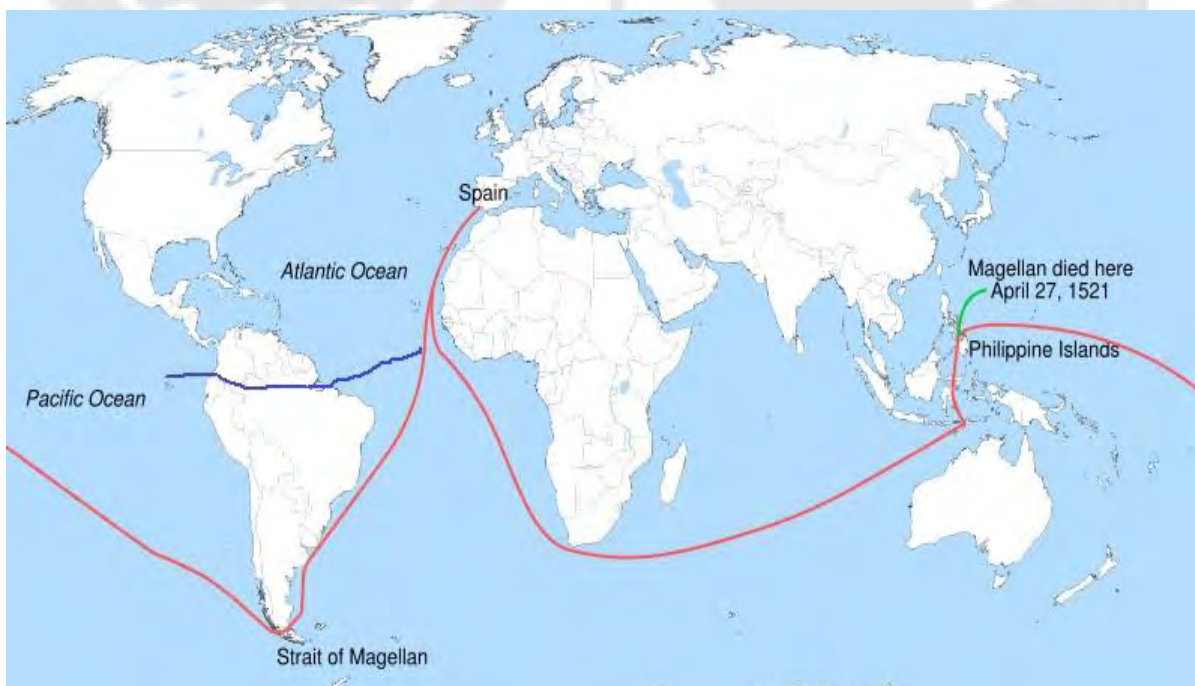 Spain
Atlantic Ocean
Magellan died here
April 27, 1521
Philippine Islands
Pacific Ocean
Strait of Magellan